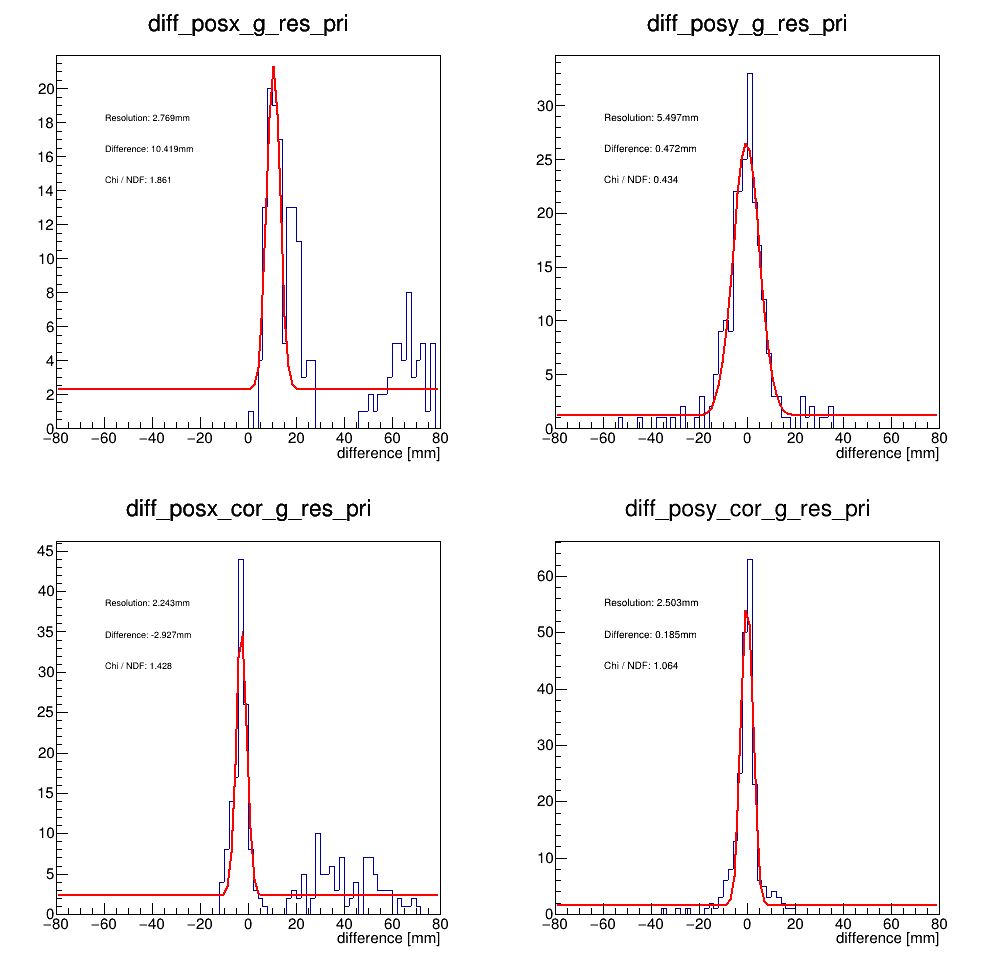 diff_posx_g_res_pri
20
18
16
14
12
10
8
6
4
2
0
Resolution: 2.769mm
Difference: 10.419mm
Chi / NDF: 1.861
−80 −60 −40 −20 0 20 40 60 80
difference [mm]
diff_posy_g_res_pri
30
25
20
15
10
5
0
Resolution: 5.497mm
Difference: 0.472mm
Chi / NDF: 0.434
−80 −60 −40 −20 0 20 40 60 80
difference [mm]
diff_posx_cor_g_res_pri
45
40
35
30
25
20
15
10
5
0
Resolution: 2.243mm
Difference: -2.927mm
Chi / NDF: 1.428
−80 −60 −40 −20 0 20 40 60 80
difference [mm]
diff_posy_cor_g_res_pri
60
50
40
30
20
10
0
Resolution: 2.503mm
Difference: 0.185mm
Chi / NDF: 1.064
−80 −60 −40 −20 0 20 40 60 80
difference [mm]